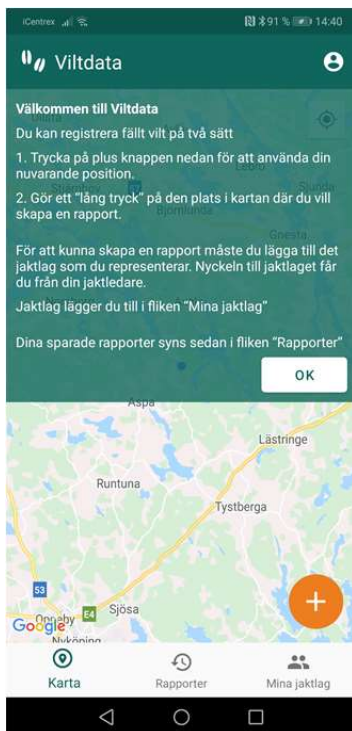 iCentrex 91 % 14:40
Viltdata
Välkommen till Viltdata
Du kan registrera fällt vilt på två sätt
1. Trycka på plus knappen nedan för att använda din
nuvarande position.
2. Gör ett "lång tryck" på den plats i kartan där du vill
skapa en rapport.
Björnlunda
Gnesta
För att kunna skapa en rapport måste du lägga till det
jaktlag som du representerar. Nyckeln till jaktlaget får
du från din jaktledare.
Jaktlag lägger du till i fliken "Mina jaktlag"
Dina sparade rapporter syns sedan i fliken "Rapporter"
OK
Aspa
Lästringe
Runtuna
Tystberga
53
E4
Sjösa
Google
Nyköping
Karta
Rapporter
Mina jaktlag